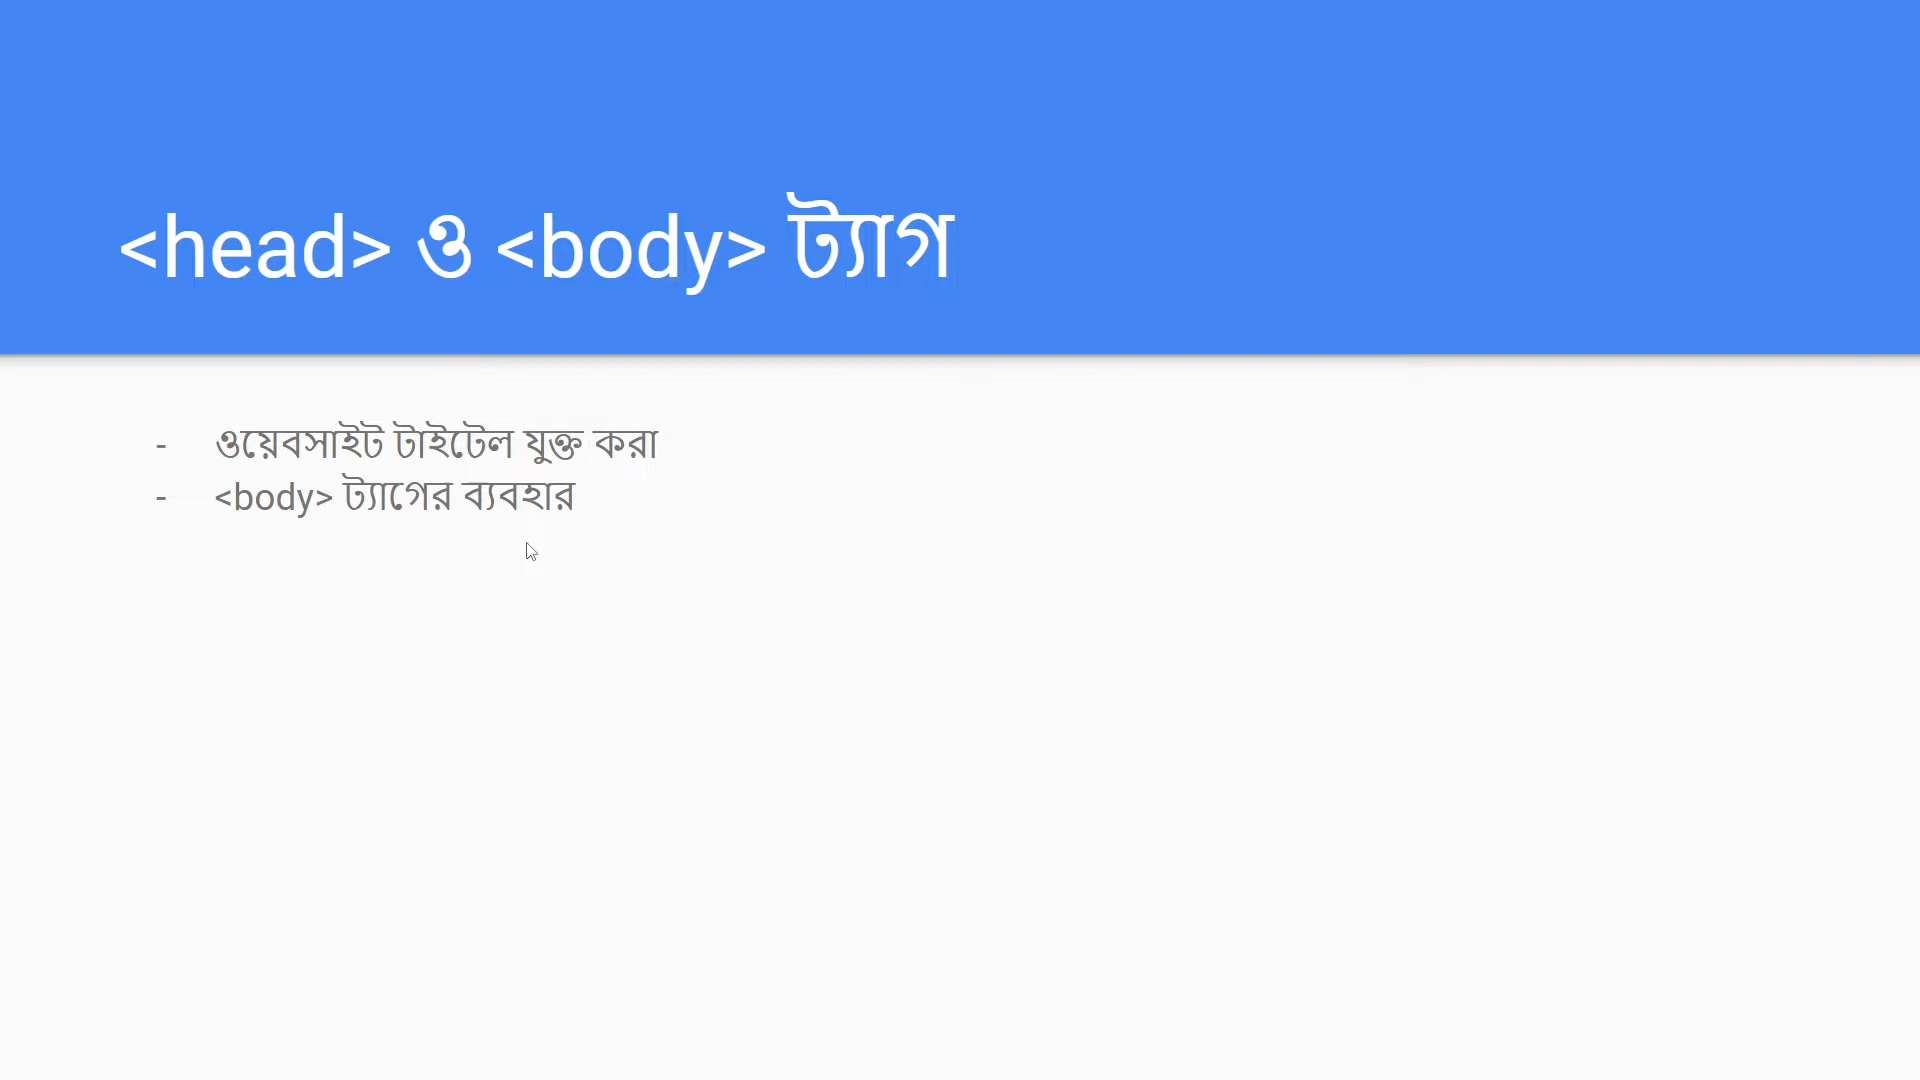 <head> ও <body> ট্যাগ
- ওয়েবসাইট টাইটেল যুক্ত করা
- <body> ট্যাগের ব্যবহার